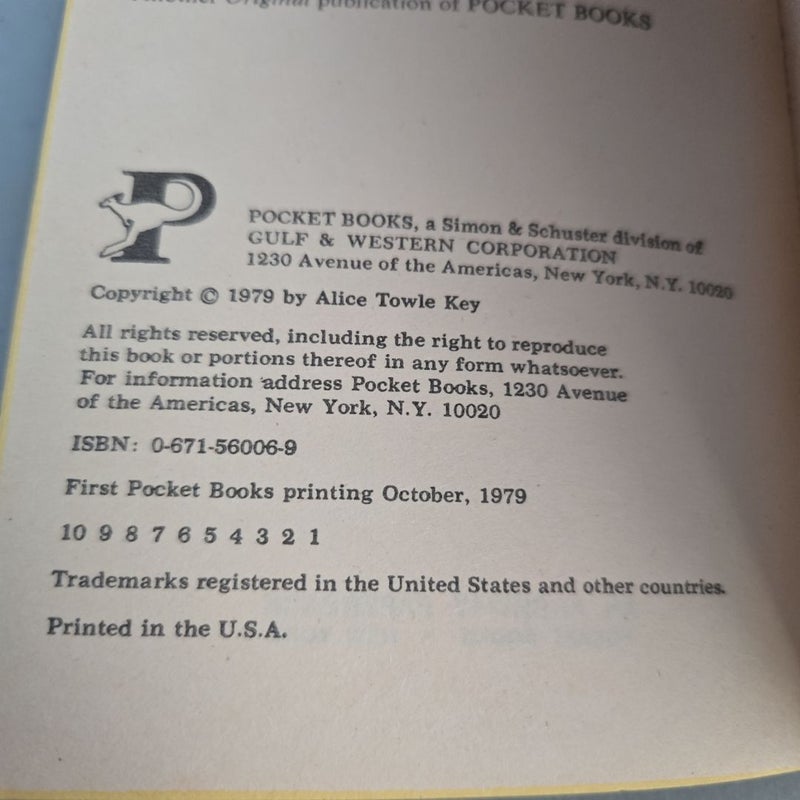 Another Original publication of POCKET BOOKS
P
POCKET BOOKS, a Simon & Schuster division of
GULF & WESTERN CORPORATION
1230 Avenue of the Americas, New York, N.Y. 10020
Copyright © 1979 by Alice Towle Key
All rights reserved, including the right to reproduce
this book or portions thereof in any form whatsoever.
For information address Pocket Books, 1230 Avenue
of the Americas, New York, N.Y. 10020
ISBN: 0-671-56006-9
First Pocket Books printing October, 1979
10 9 8 7 6 5 4 3 2 1
Trademarks registered in the United States and other countries.
Printed in the U.S.A.